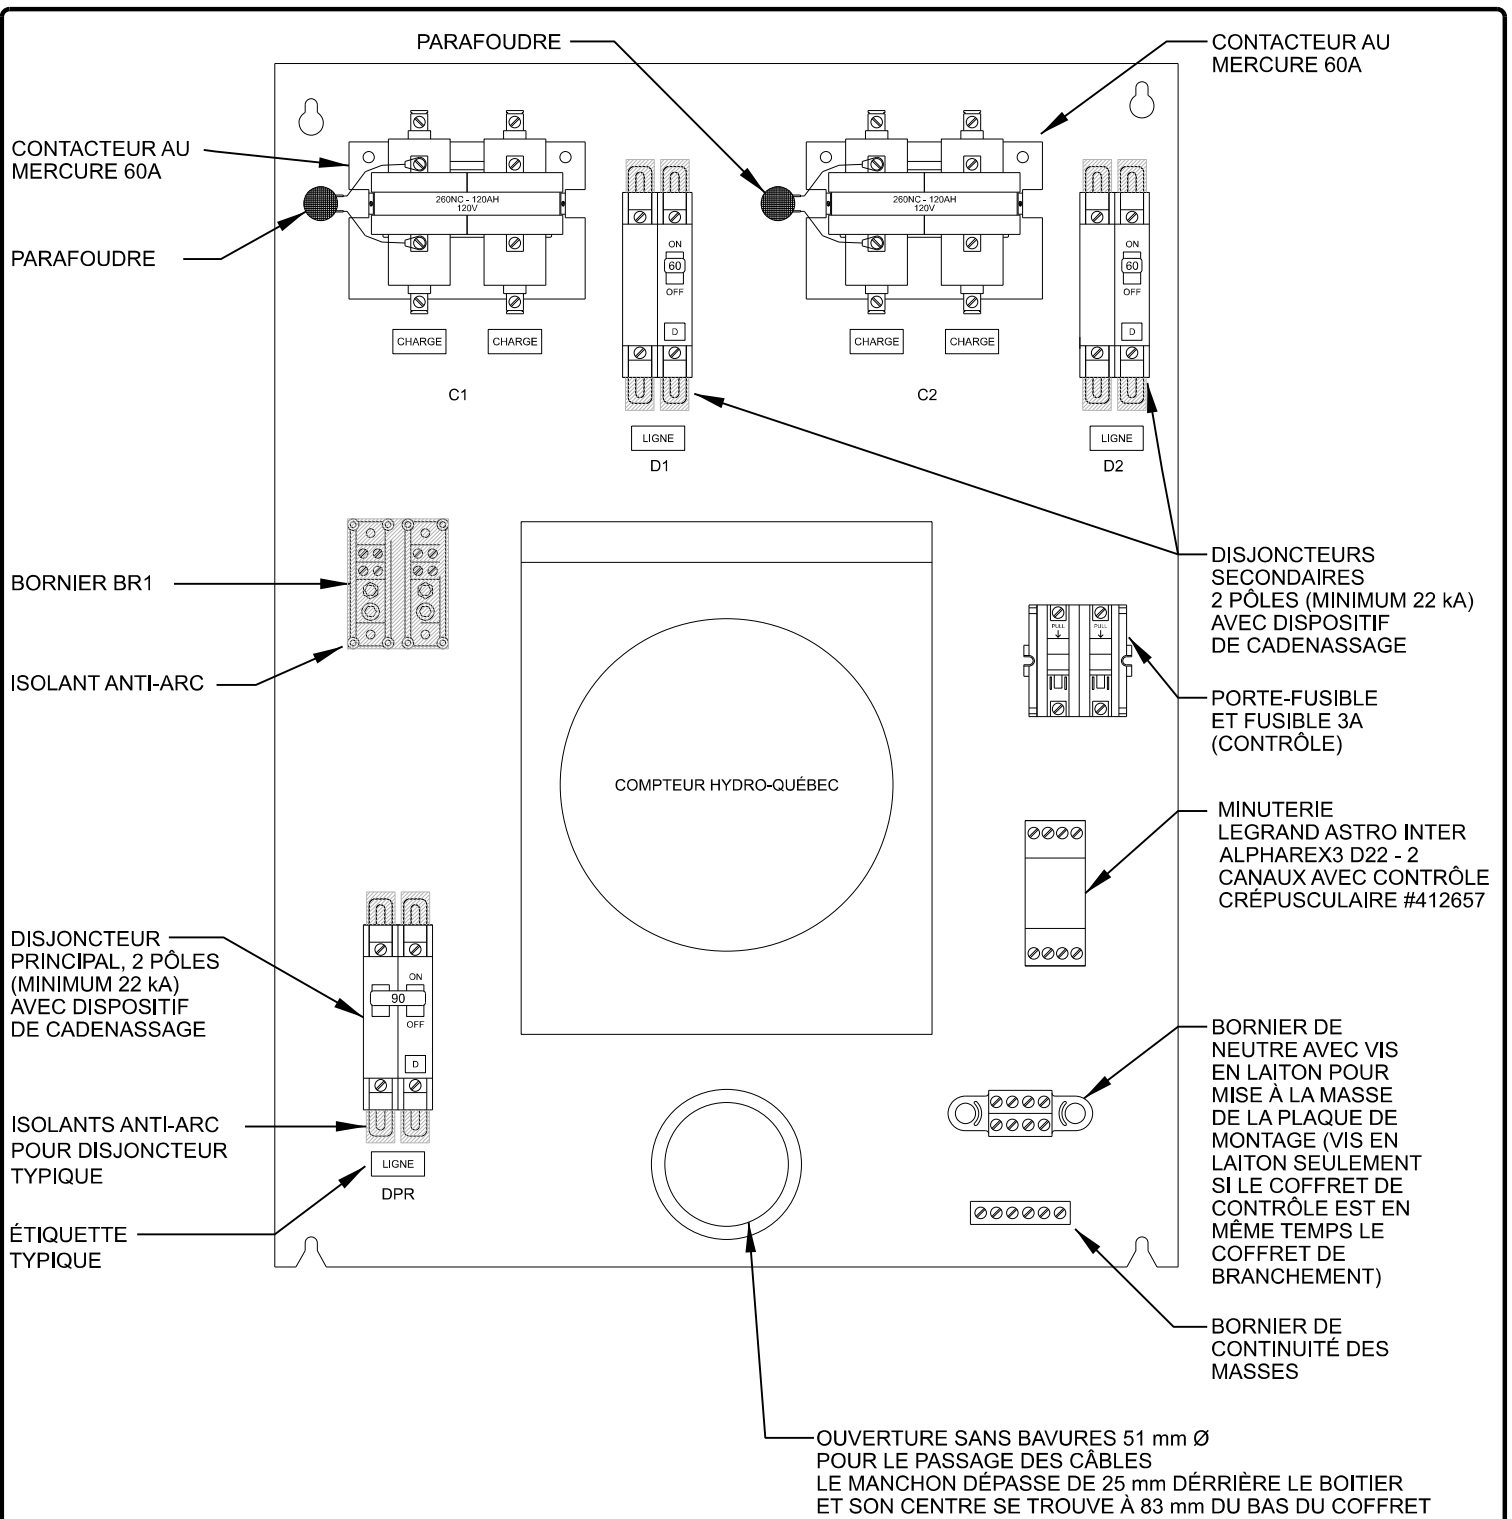 PARAFOUDRE
CONTACTEUR AU
MERCURE 60A
CONTACTEUR AU
MERCURE 60A
PARAFOUDRE
260NC - 120AH
120V
260NC - 120AH
120V
ON
60
OFF
D
ON
60
OFF
D
CHARGE
CHARGE
CHARGE
CHARGE
C1
C2
LIGNE
D1
LIGNE
D2
BORNIER BR1
ISOLANT ANTI-ARC
DISJONCTEURS
SECONDAIRES
2 PÔLES (MINIMUM 22 kA)
AVEC DISPOSITIF
DE CADENASSAGE
PULL
PULL
PORTE-FUSIBLE
ET FUSIBLE 3A
(CONTRÔLE)
COMPTEUR HYDRO-QUÉBEC
MINUTERIE
LEGRAND ASTRO INTER
ALPHAREX3 D22 - 2
CANAUX AVEC CONTRÔLE
CRÉPUSCULAIRE #412657
DISJONCTEUR
PRINCIPAL, 2 PÔLES
(MINIMUM 22 kA)
AVEC DISPOSITIF
DE CADENASSAGE
ON
90
OFF
D
ISOLANTS ANTI-ARC
POUR DISJONCTEUR
TYPIQUE
LIGNE
DPR
ÉTIQUETTE
TYPIQUE
BORNIER DE
NEUTRE AVEC VIS
EN LAITON POUR
MISE À LA MASSE
DE LA PLAQUE DE
MONTAGE (VIS EN
LAITON SEULEMENT
SI LE COFFRET DE
CONTRÔLE EST EN
MÊME TEMPS LE
COFFRET DE
BRANCHEMENT)
BORNIER DE
CONTINUITÉ DES
MASSES
OUVERTURE SANS BAVURES 51 mm Ø
POUR LE PASSAGE DES CÂBLES
LE MANCHON DÉPASSE DE 25 mm DÉRRIÈRE LE BOITIER
ET SON CENTRE SE TROUVE À 83 mm DU BAS DU COFFRET